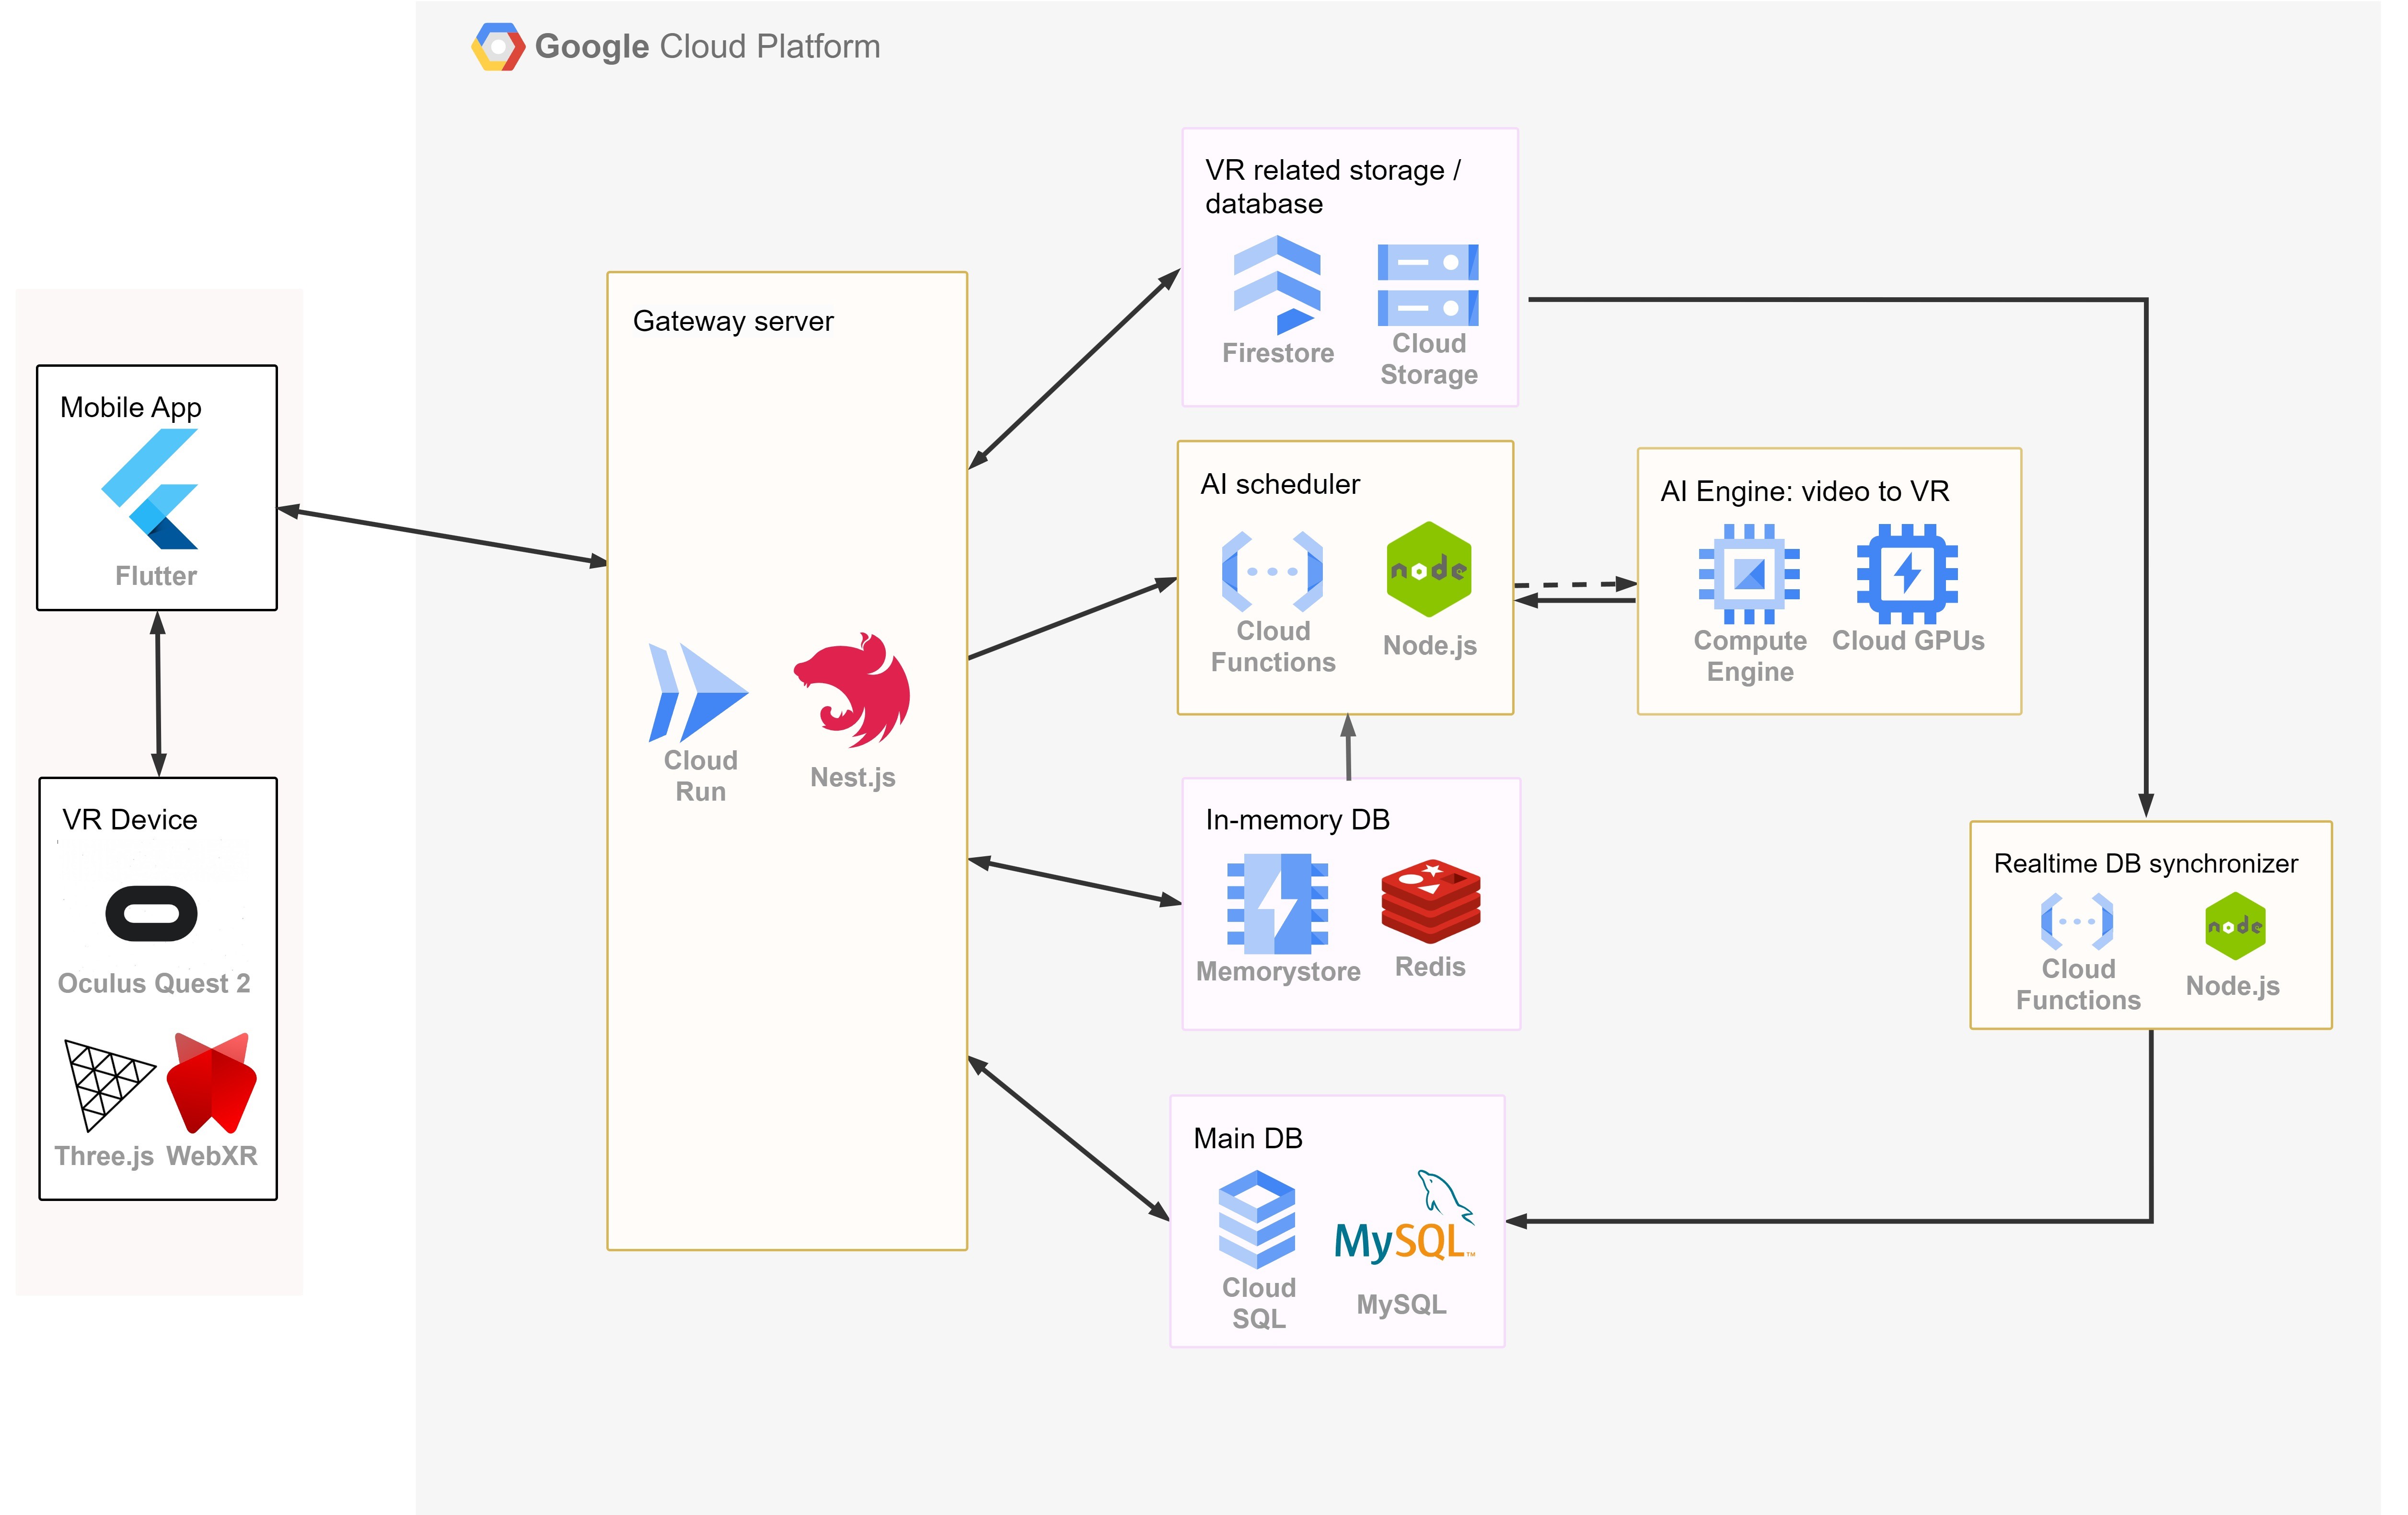 Google Cloud Platform
Mobile App
Flutter
VR Device
Oculus Quest 2
Three.js WebXR
Gateway server
Cloud
Run
Nest.js
VR related storage /
database
Firestore
Cloud
Storage
AI scheduler
Cloud
Functions
node
Node.js
AI Engine: video to VR
Compute
Engine
Cloud GPUs
In-memory DB
Memorystore
Redis
Realtime DB synchronizer
Cloud
Functions
node
Node.js
Main DB
Cloud
SQL
MySQL™
MySQL